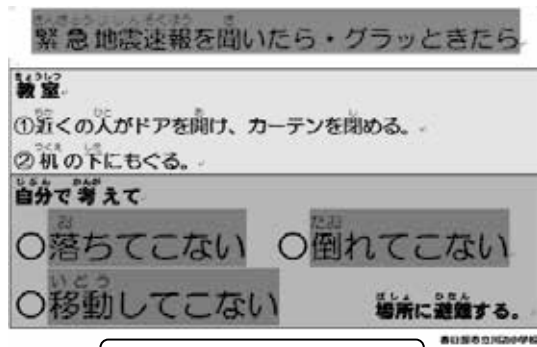 緊急地震速報を聞いたら・グラッときたら
教室
①近くの人がドアを開け、カーテンを閉める。
②机の下にもぐる。
自分で考えて
○落ちてこない ○倒れてこない
○移動してこない 場所に避難する。